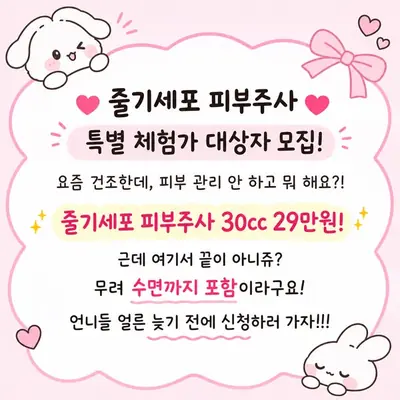 줄기세포 피부주사
특별 체험가 대상자 모집!
요즘 건조한데, 피부 관리 안 하고 뭐 해요?!
줄기세포 피부주사 30cc 29만원!
근데 여기서 끝이 아니쥬?
무려 수면까지 포함이라구요!
언니들 얼른 늦기 전에 신청하러 가자!!!